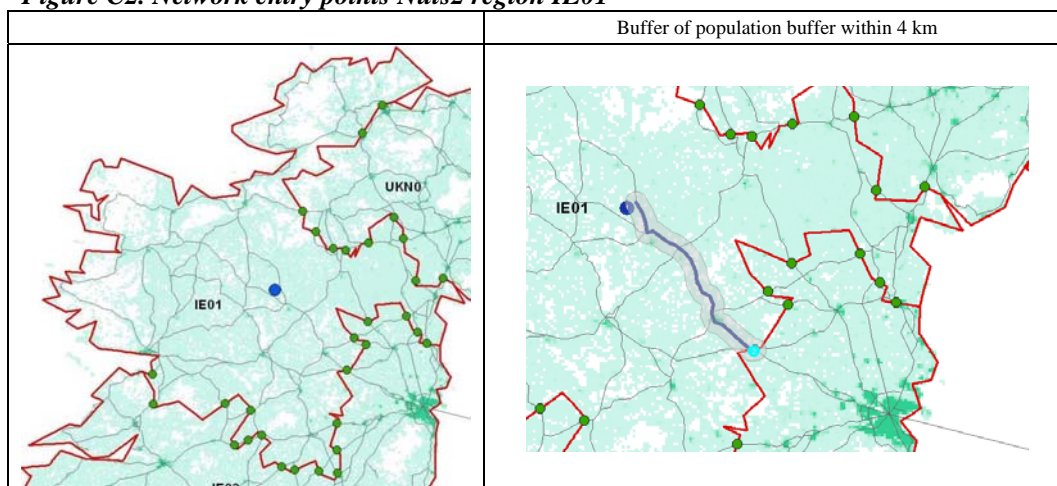 Figure C2. Network entry points Nuts2 region IE01
Buffer of population buffer within 4 km
UKN0
IE01
IE01